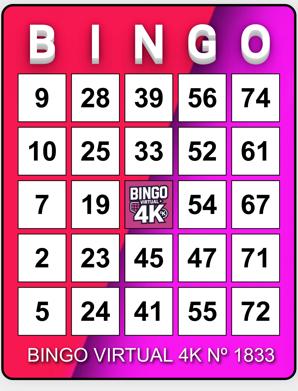 BINGO
9 28 39 56 74
10 25 33 52 61
7 19 BINGO VIRTUAL 4K 54 67
2 23 45 47 71
5 24 41 55 72
BINGO VIRTUAL 4K Nº 1833